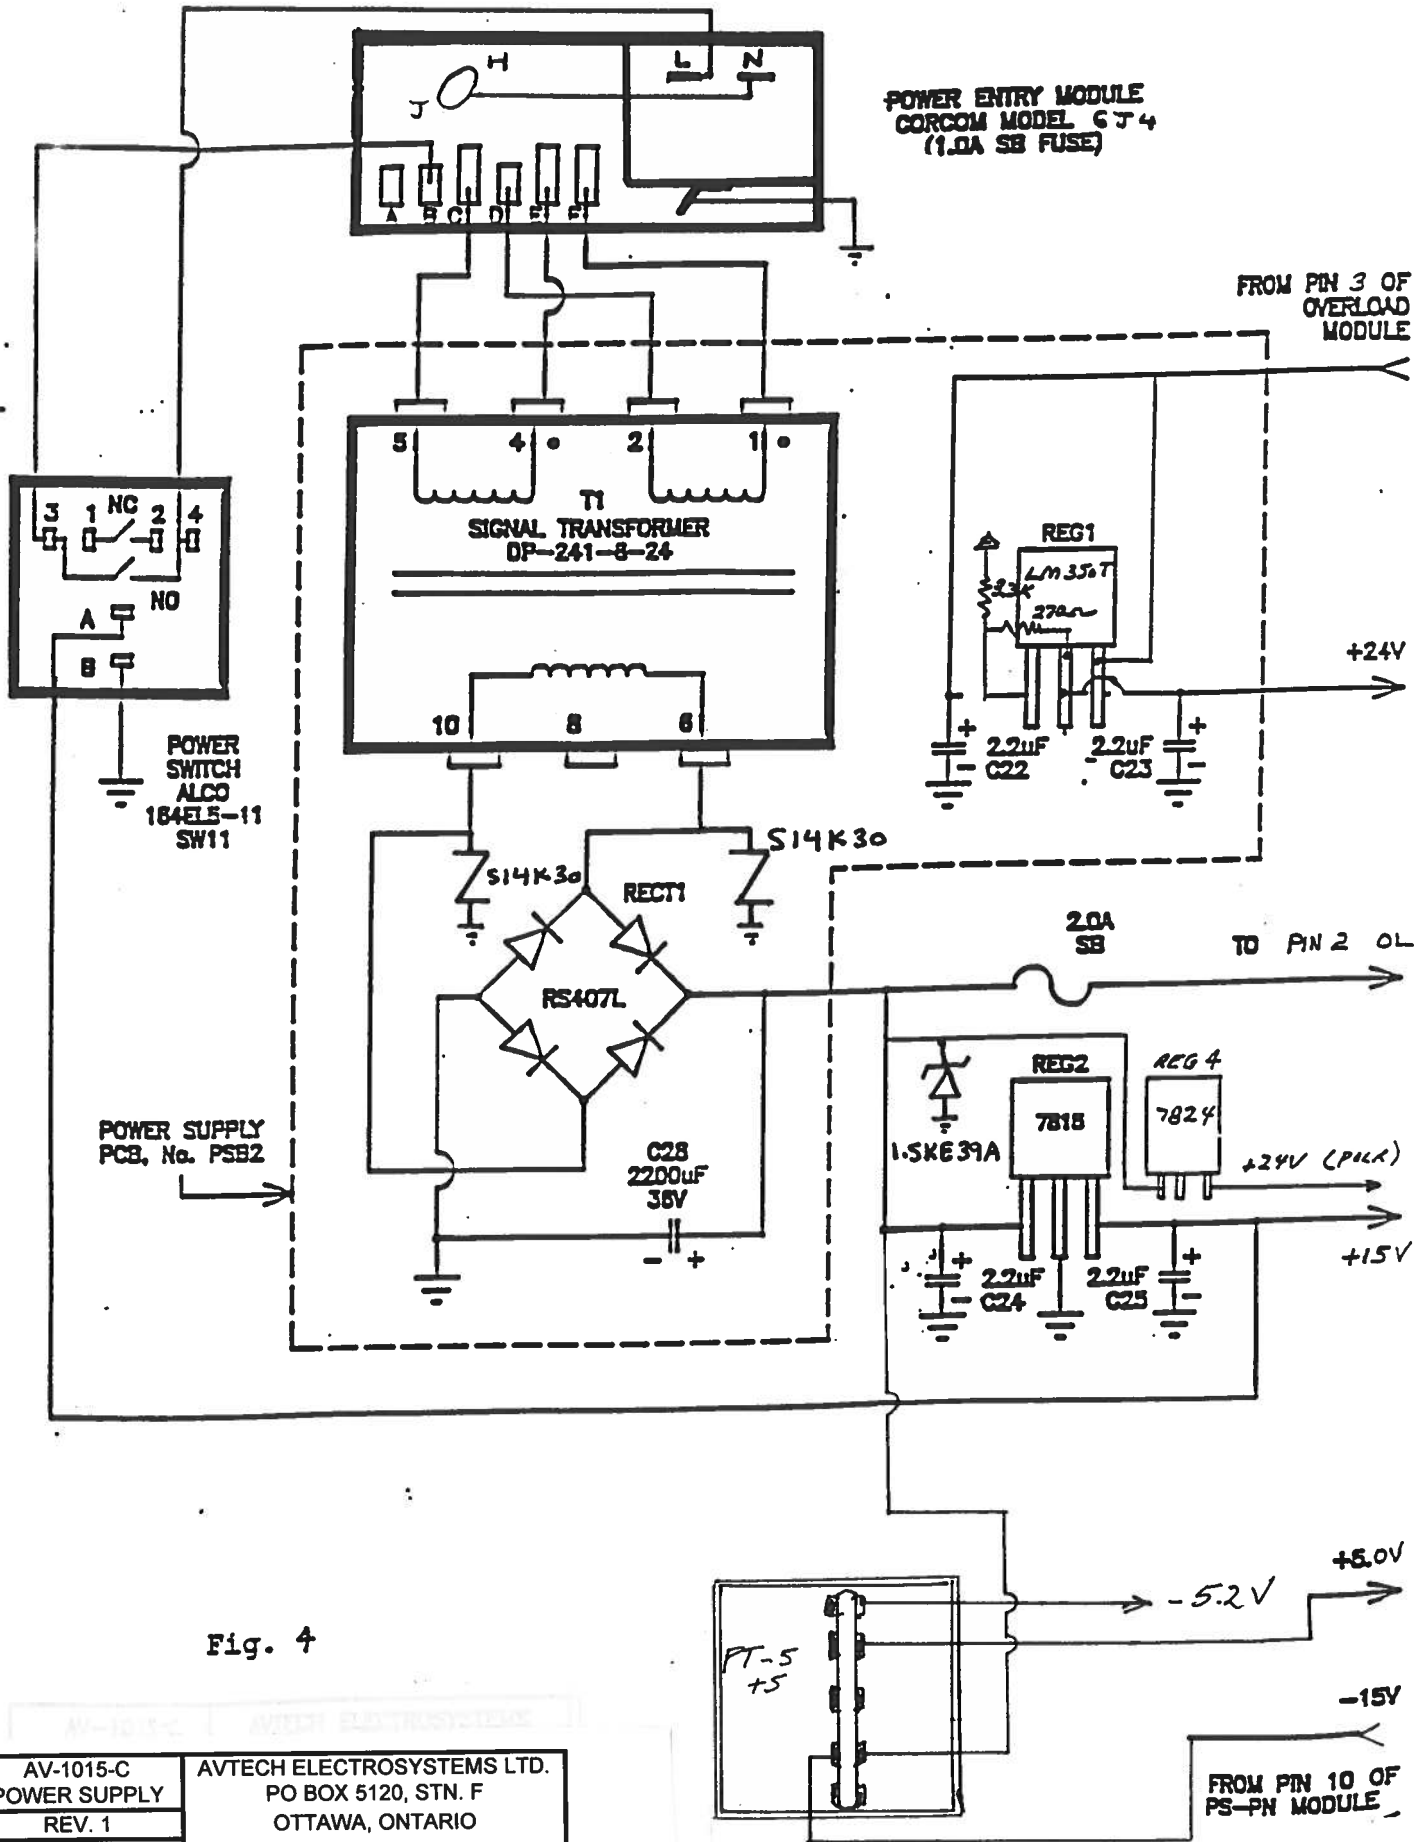 H
L
N
J
A
B
C
D
E
F
POWER ENTRY MODULE
CORCOM MODEL 6J4
(1.0A SB FUSE)
FROM PIN 3 OF
OVERLOAD
MODULE
5
4
2
1
T1
SIGNAL TRANSFORMER
DP-241-8-24
10
8
6
3
1
NC
2
4
NO
A
B
POWER
SWITCH
ALCO
164EL5-11
SW11
REG1
LM350T
270Ω
+24V
+
-
2.2uF
C22
2.2uF
C23
+
-
S14K30
S14K30
RECT1
RS407L
2.0A
SB
TO PIN 2 OL
POWER SUPPLY
PCB, No. PSB2
C28
2200uF
35V
- +
1.5KE39A
REG2
7815
REG4
7824
+24V
+15V
+
-
2.2uF
C24
2.2uF
C25
+
-
Fig. 4
PT-5
+5
-5.2V
+5.0V
-15V
FROM PIN 10 OF
PS-PN MODULE
AV-1015-C
POWER SUPPLY
REV. 1
AVTECH ELECTROSYSTEMS LTD.
PO BOX 5120, STN. F
OTTAWA, ONTARIO